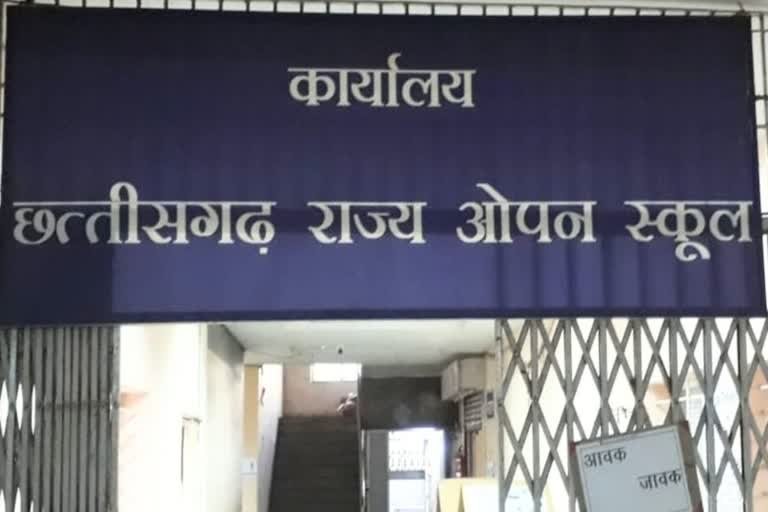 कार्यालय
छत्तीसगढ़ राज्य ओपन स्कूल
आवक
जावक